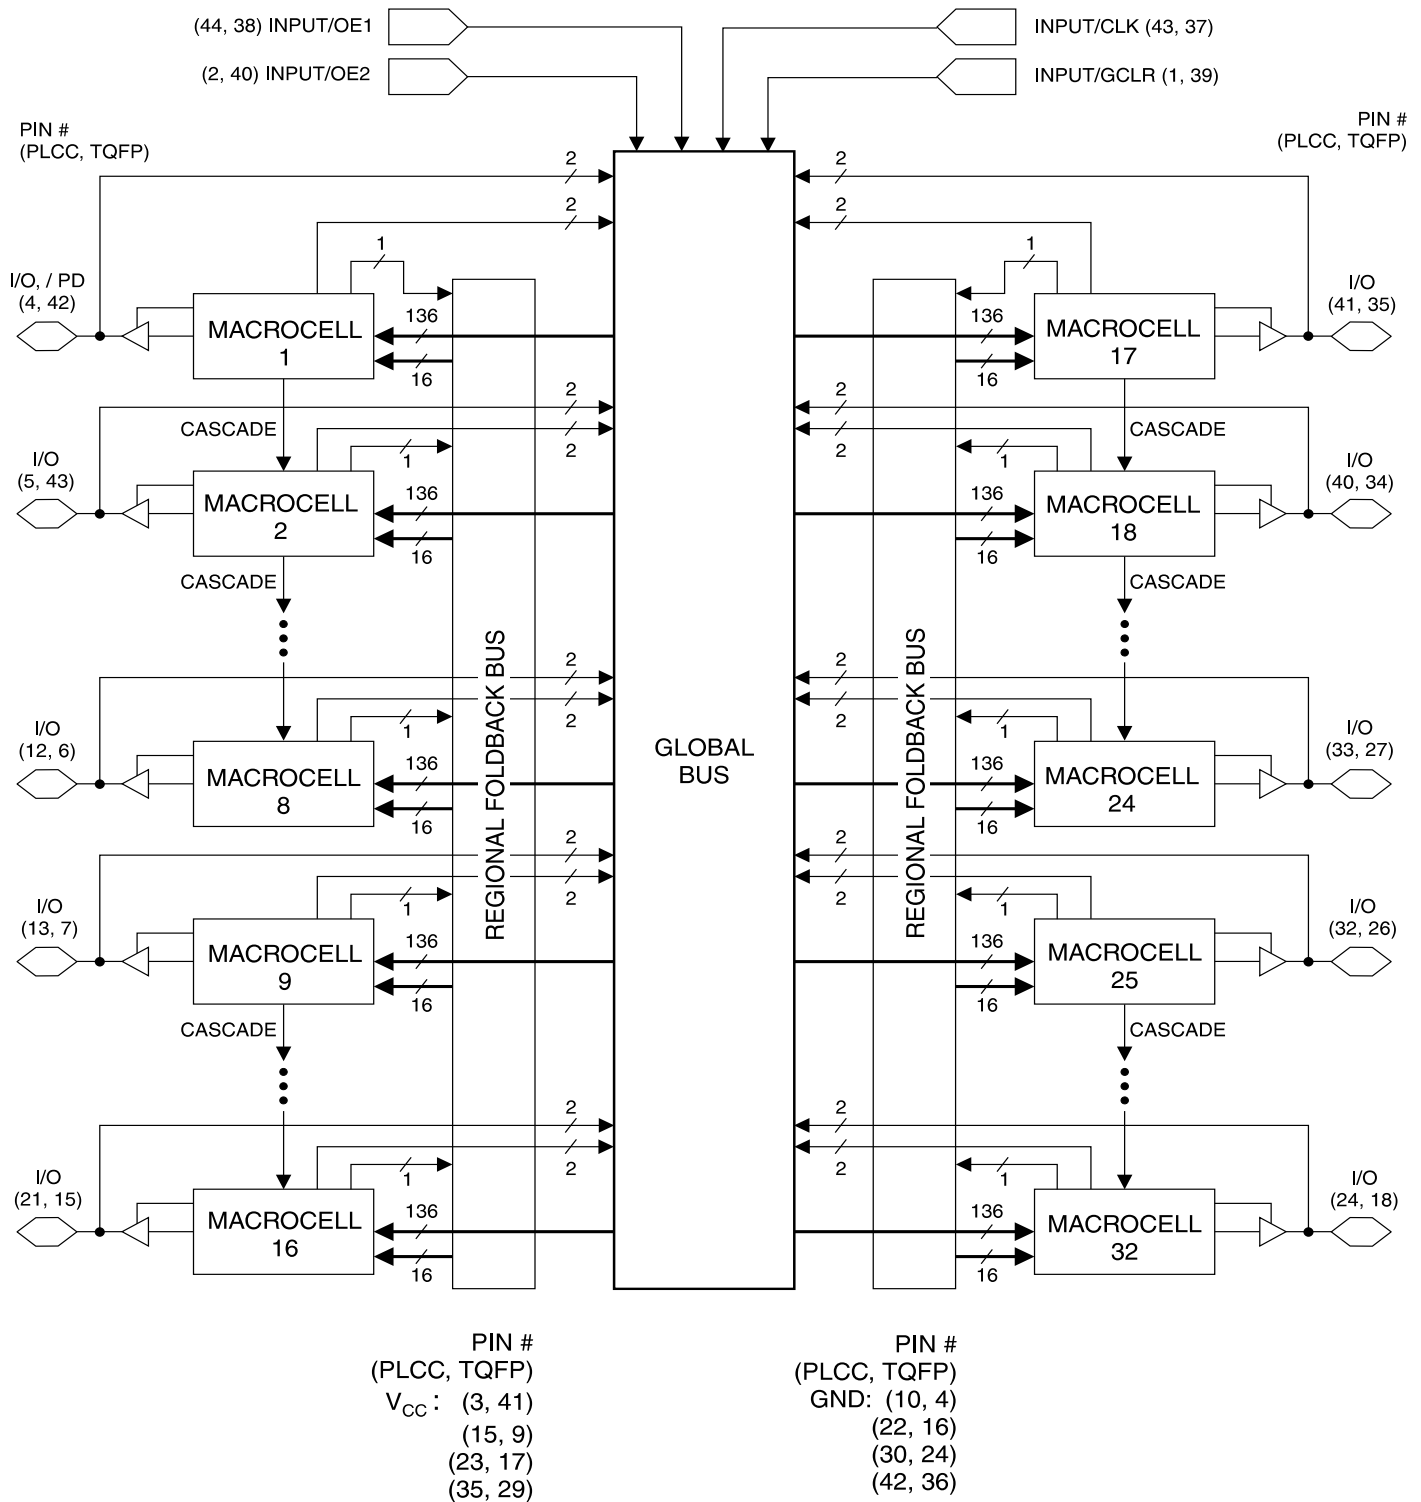 (44, 38) INPUT/OE1
INPUT/CLK (43, 37)
(2, 40) INPUT/OE2
INPUT/GCLR (1, 39)
PIN #
(PLCC, TQFP)
PIN #
(PLCC, TQFP)
2
2
2
2
1
1
I/O, / PD
(4, 42)
MACROCELL
1
136
16
136
16
MACROCELL
17
I/O
(41, 35)
2
2
CASCADE
CASCADE
1
2
2
1
I/O
(5, 43)
MACROCELL
2
136
16
136
16
MACROCELL
18
I/O
(40, 34)
CASCADE
CASCADE
REGIONAL FOLDBACK BUS
GLOBAL
BUS
REGIONAL FOLDBACK BUS
2
2
1
2
2
1
I/O
(12, 6)
MACROCELL
8
136
16
136
16
MACROCELL
24
I/O
(33, 27)
2
2
1
2
2
1
I/O
(13, 7)
MACROCELL
9
136
16
136
16
MACROCELL
25
I/O
(32, 26)
CASCADE
CASCADE
2
2
1
2
2
1
I/O
(21, 15)
MACROCELL
16
136
16
136
16
MACROCELL
32
I/O
(24, 18)
PIN #
(PLCC, TQFP)
VCC : (3, 41)
(15, 9)
(23, 17)
(35, 29)
PIN #
(PLCC, TQFP)
GND: (10, 4)
(22, 16)
(30, 24)
(42, 36)